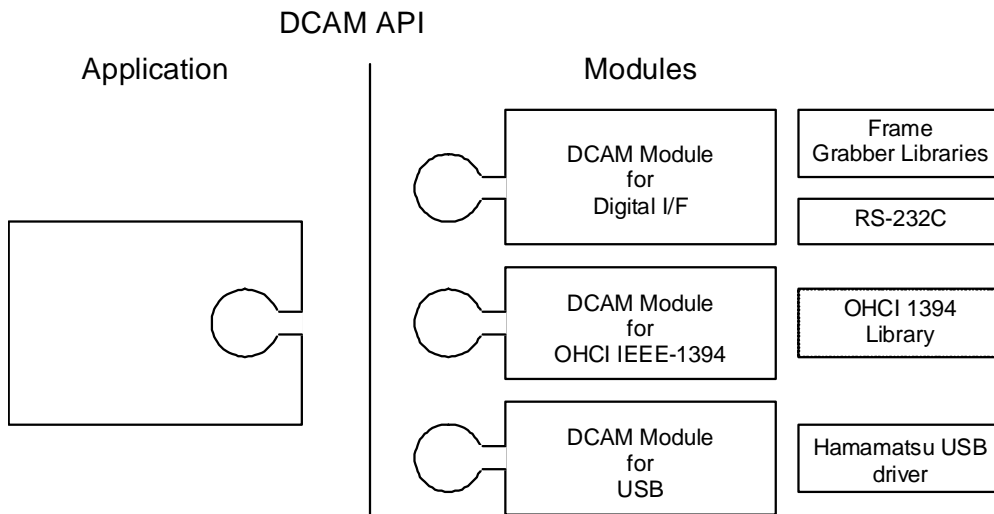 DCAM API
Application
Modules
DCAM Module
for
Digital I/F
Frame
Grabber Libraries
RS-232C
DCAM Module
for
OHCI IEEE-1394
OHCI 1394
Library
DCAM Module
for
USB
Hamamatsu USB
driver